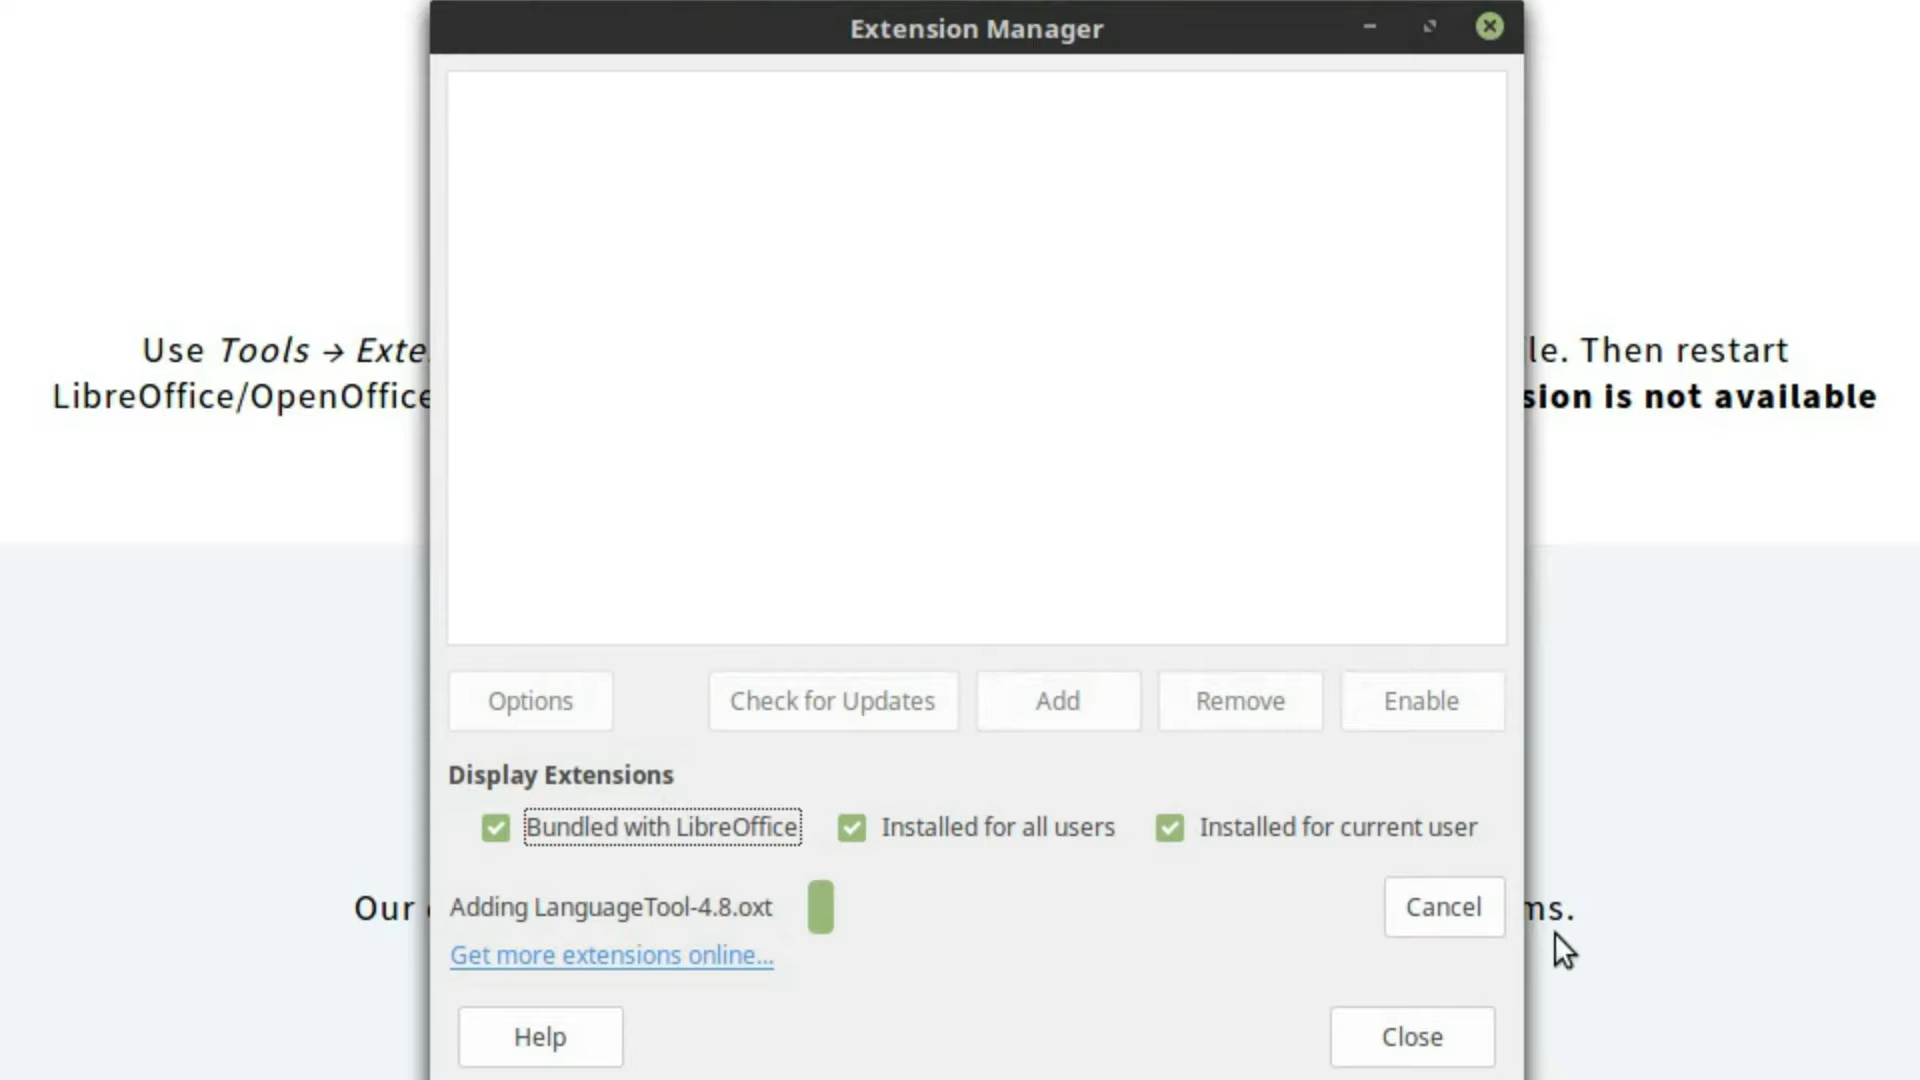 Extension Manager
Use Tools → Exte
le. Then restart
LibreOffice/OpenOffice
sion is not available
Options
Check for Updates
Add
Remove
Enable
Display Extensions
Bundled with LibreOffice
Installed for all users
Installed for current user
Our
Adding LanguageTool-4.8.oxt
Cancel
ms.
Get more extensions online...
Help
Close